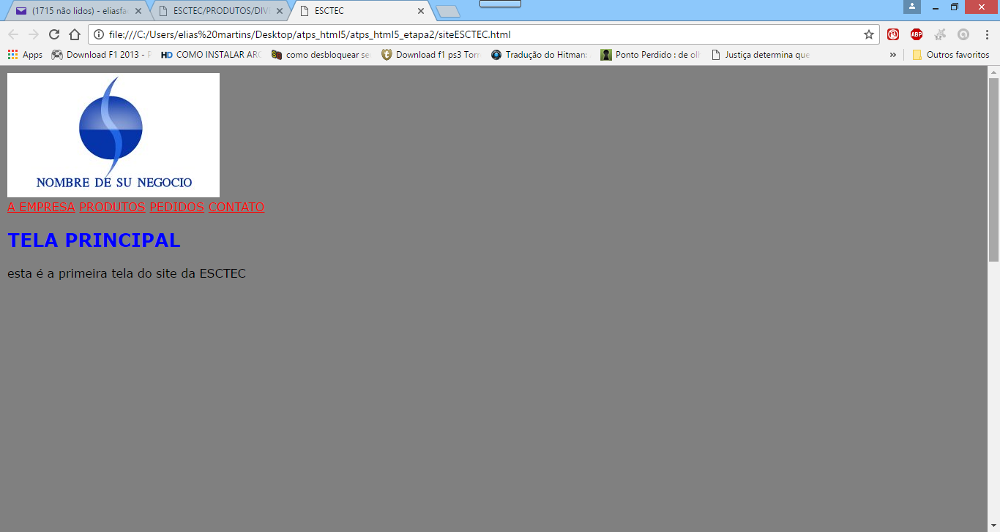 (1715 não lidos) - eliasfa
ESCTEC/PRODUTOS/DIV
ESCTEC
file:///C:/Users/elias%20martins/Desktop/atps_html5/atps_html5_etapa2/siteESCTEC.html
ABP
Apps
Download F1 2013 - P
HD COMO INSTALAR ARQ
como desbloquear se
Download f1 ps3 Torr
Tradução do Hitman:
Ponto Perdido : de oll
Justiça determina que
»
Outros favoritos
NOMBRE DE SU NEGOCIO
A EMPRESA PRODUTOS PEDIDOS CONTATO
TELA PRINCIPAL
esta é a primeira tela do site da ESCTEC